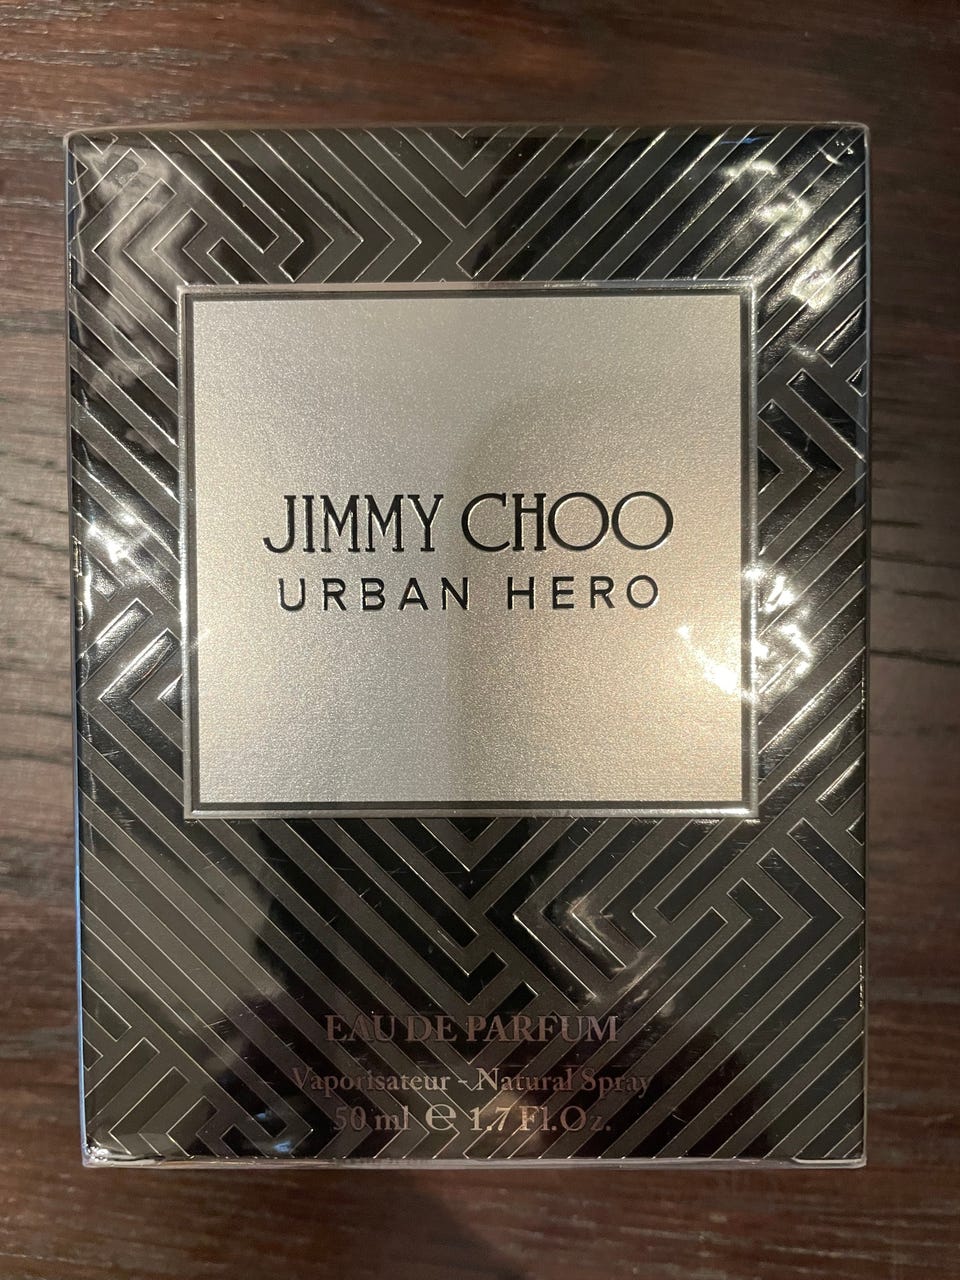 JIMMY CHOO
URBAN HERO
EAU DE PARFUM
Vaporisateur - Natural Spray
50 ml ℮ 1.7 Fl.Oz.